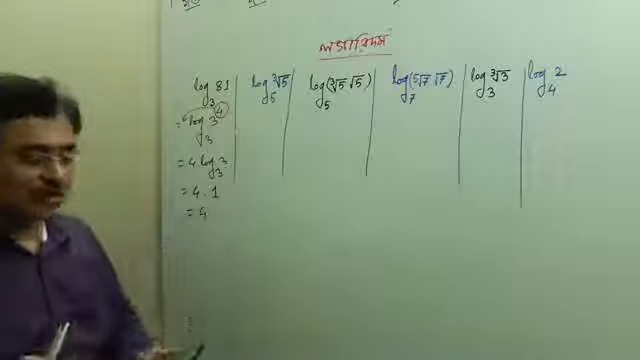 লগারিদম
log₃ 81
= log₃ 3⁴
= 4 log₃ 3
= 4 . 1
= 4
log₅ ∛5
log₅ (∛5 √5)
log₇ (⁵√7 √7)
log₃ ∛3
log₄ 2